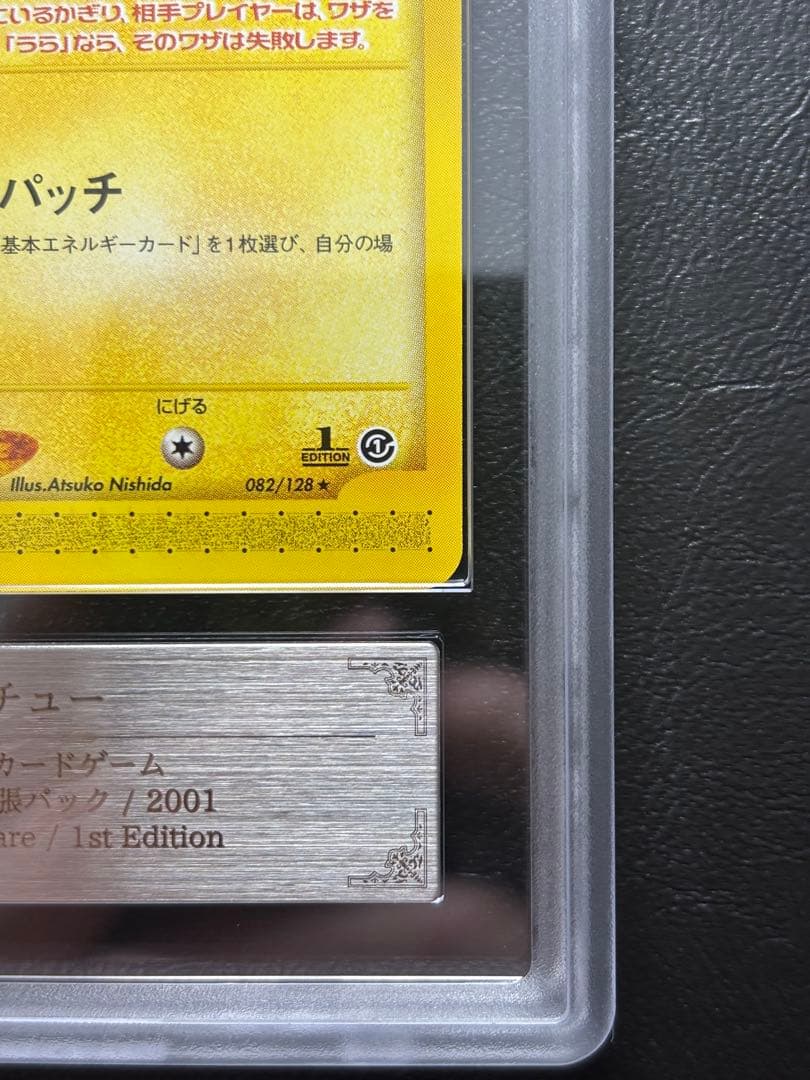 ているかぎり、相手プレイヤーは、ワザを
「うら」なら、そのワザは失敗します。
パッチ
基本エネルギーカード」を1枚選び、自分の場
にげる
1
EDITION
1
Illus.Atsuko Nishida
082/128★
チュー
カードゲーム
張パック / 2001
are / 1st Edition